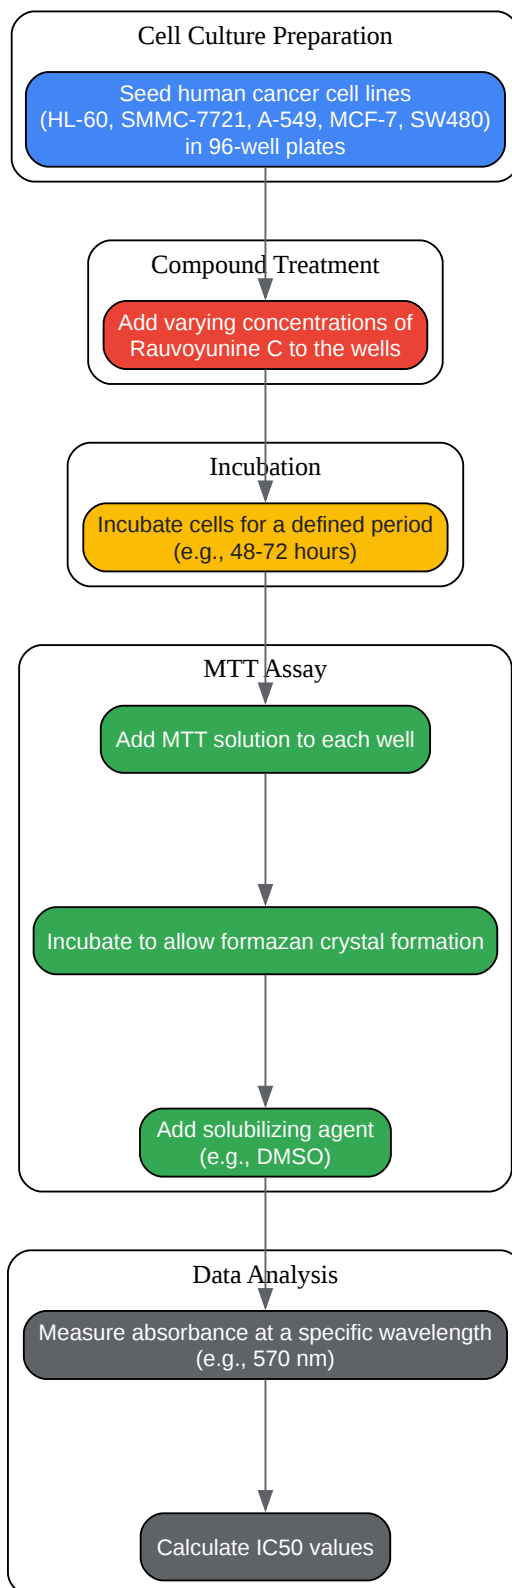 Cell Culture Preparation
Seed human cancer cell lines
(HL-60, SMMC-7721, A-549, MCF-7, SW480)
in 96-well plates
Compound Treatment
Add varying concentrations of
Rauvoyunine C to the wells
Incubation
Incubate cells for a defined period
(e.g., 48-72 hours)
MTT Assay
Add MTT solution to each well
Incubate to allow formazan crystal formation
Add solubilizing agent
(e.g., DMSO)
Data Analysis
Measure absorbance at a specific wavelength
(e.g., 570 nm)
Calculate IC50 values